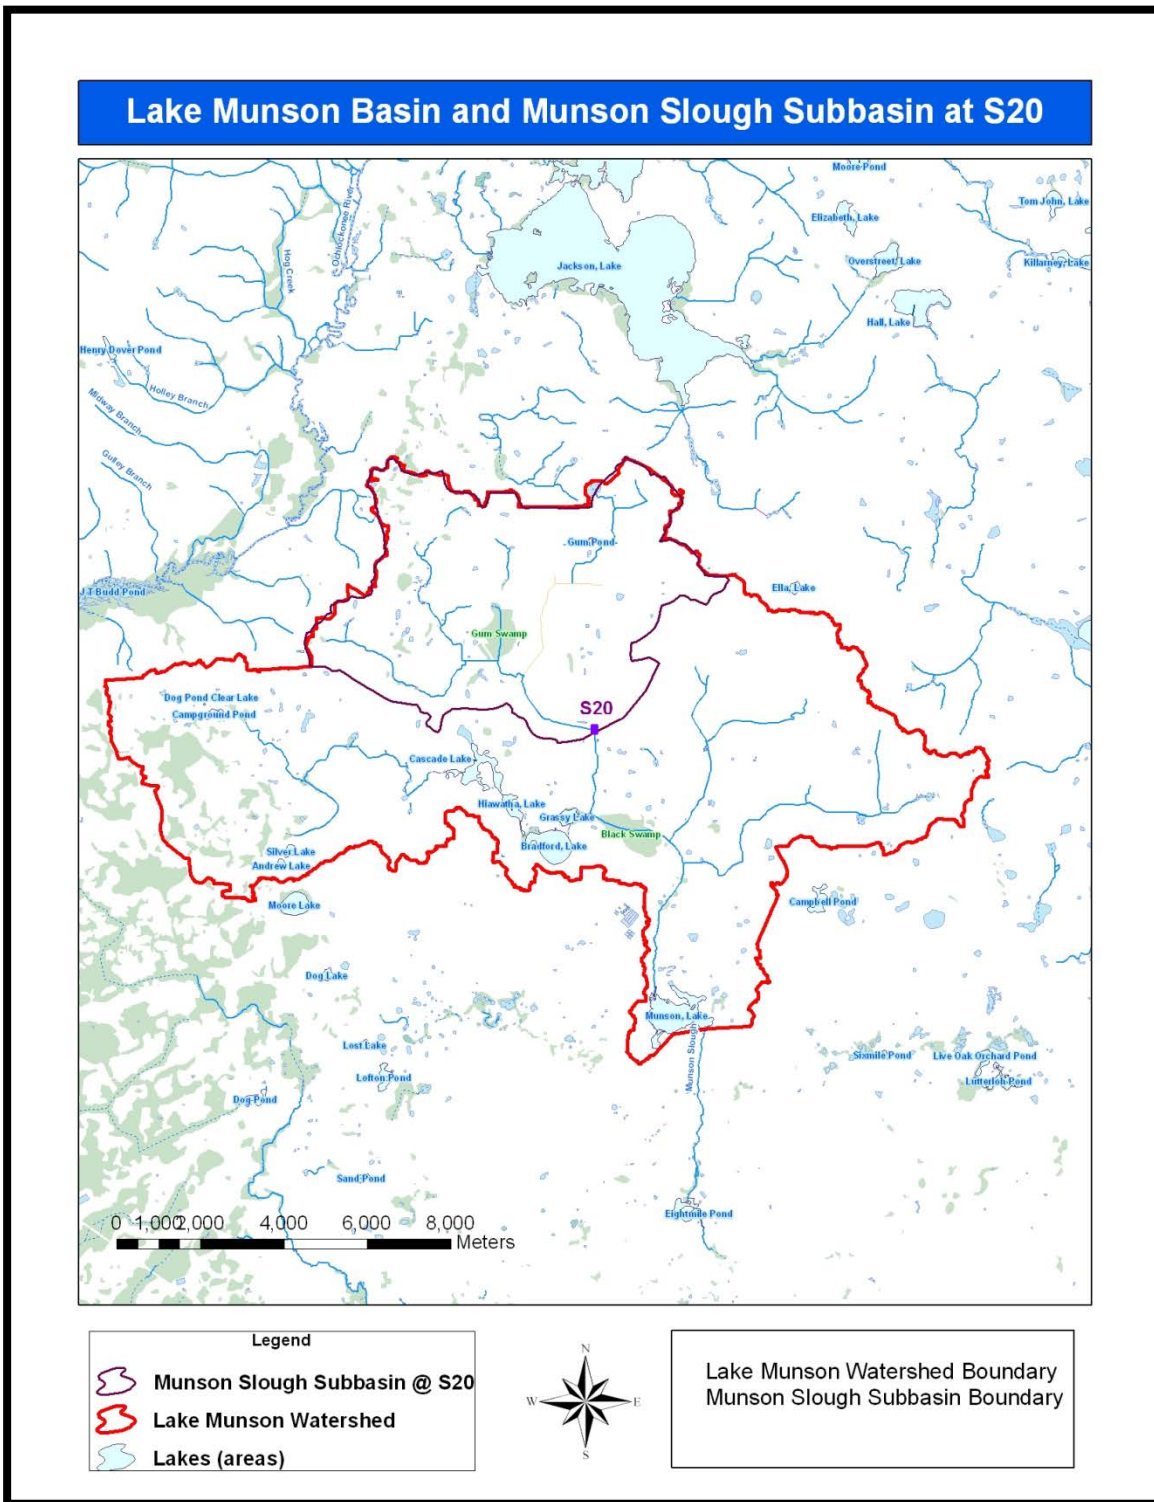 Lake Munson Basin and Munson Slough Subbasin at S20
Moore Pond
Tom John, Lake
Elizabeth, Lake
Ochlockonee River
Hog Creek
Overstreet, Lake
Killarney, Lake
Jackson, Lake
Hall, Lake
Henry Dover Pond
Holley Branch
Midway Branch
Gulley Branch
Gum Pond
J T Budd Pond
Ella, Lake
Gum Swamp
Dog Pond Clear Lake
Campground Pond
S20
Cascade Lake
Hiawatha, Lake
Grassy Lake
Black Swamp
Bradford, Lake
Silver Lake
Andrew Lake
Moore Lake
Campbell Pond
Dog Lake
Munson, Lake
Munson Slough
Lost Lake
Sixmile Pond
Live Oak Orchard Pond
Lofton Pond
Lutterloh Pond
Dog Pond
Sand Pond
Eightmile Pond
0 1,000 2,000 4,000 6,000 8,000
Meters
Legend
Munson Slough Subbasin @ S20
Lake Munson Watershed
Lakes (areas)
N
W
E
S
Lake Munson Watershed Boundary
Munson Slough Subbasin Boundary